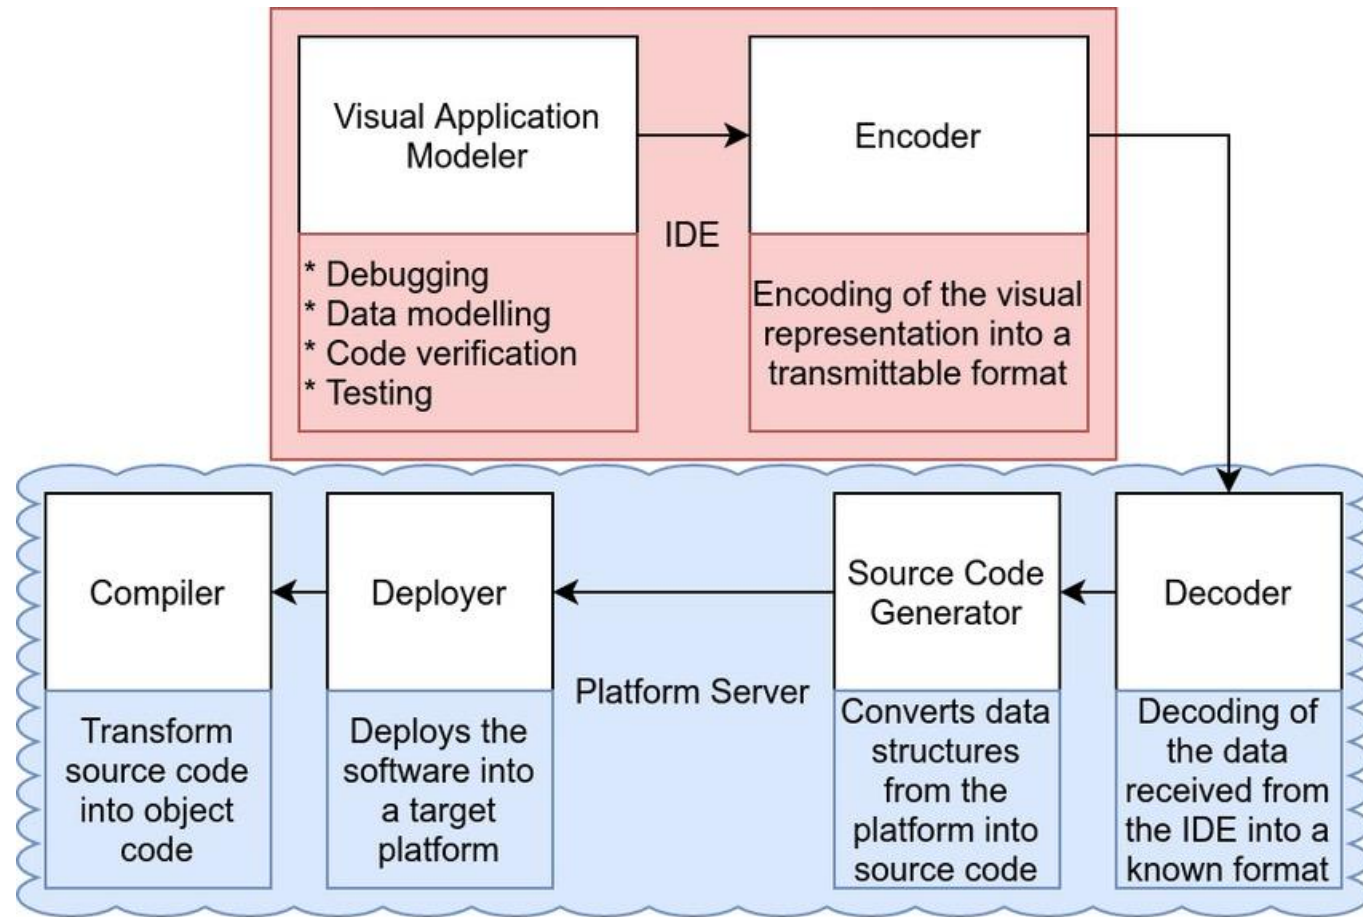 Visual Application
Modeler
Encoder
IDE
* Debugging
* Data modelling
* Code verification
* Testing
Encoding of the visual
representation into a
transmittable format
Compiler
Deployer
Source Code
Generator
Decoder
Platform Server
Transform
source code
into object
code
Deploys the
software into
a target
platform
Converts data
structures
from the
platform into
source code
Decoding of
the data
received from
the IDE into a
known format